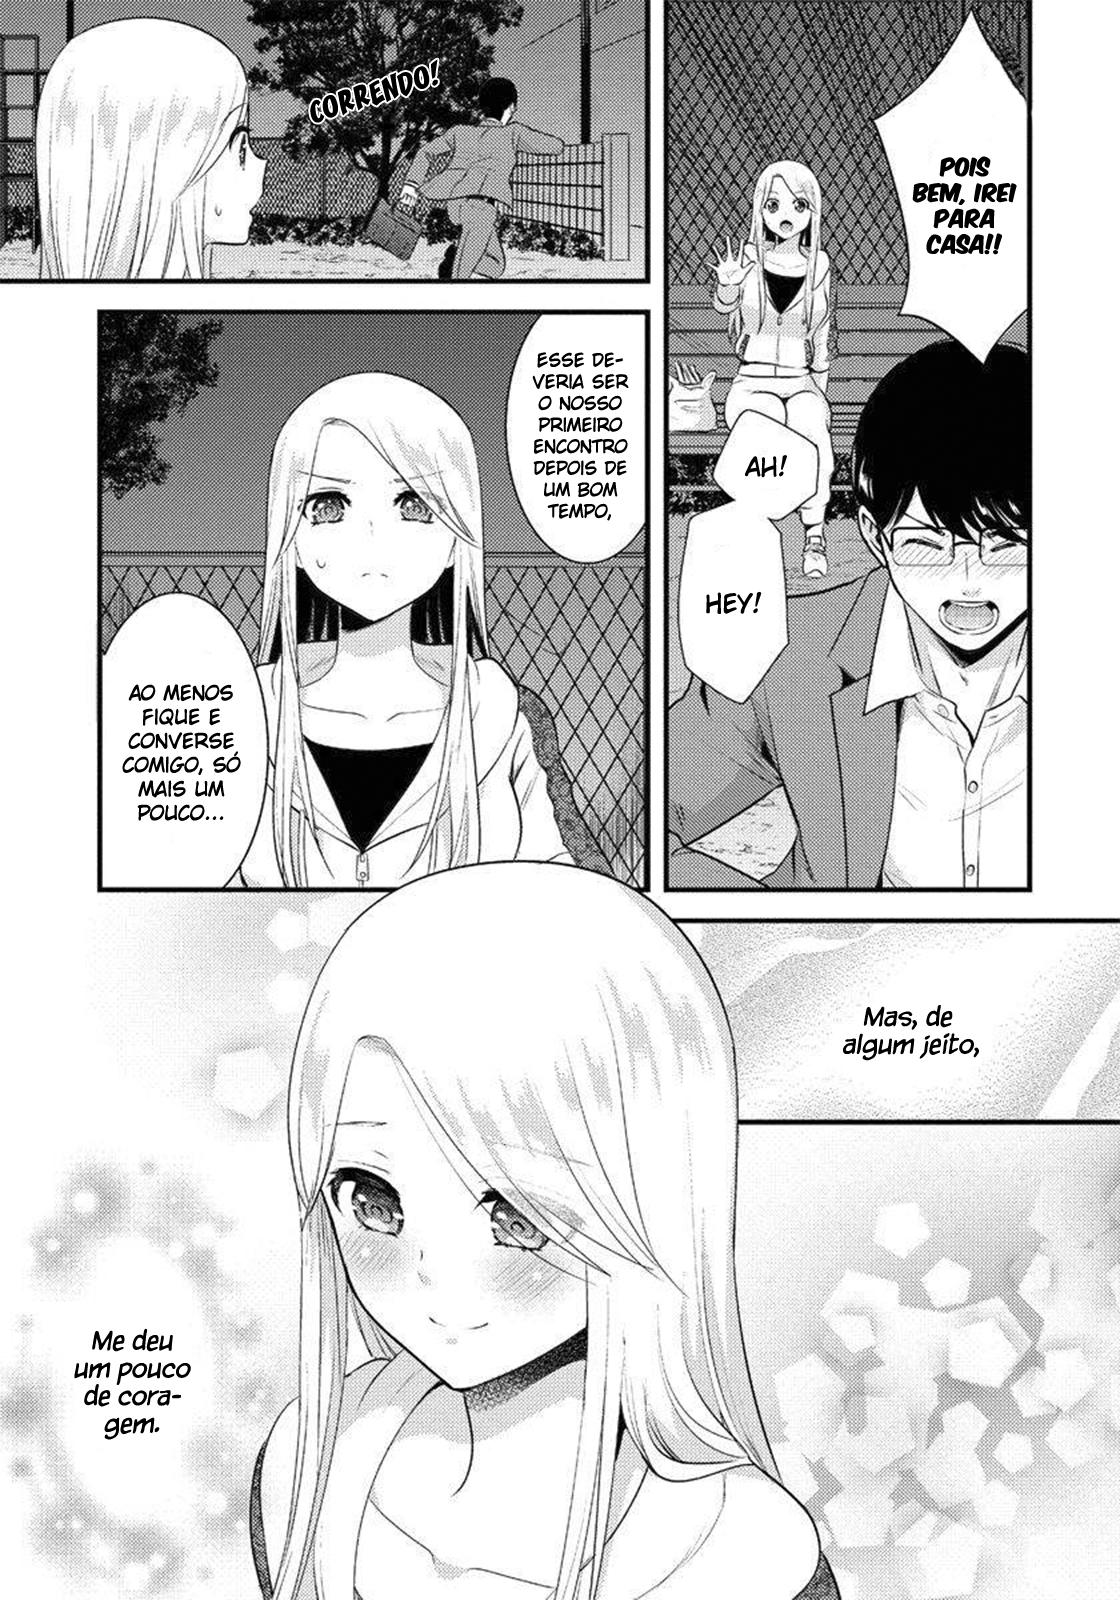 POIS
BEM, IREI
PARA
CASA!!
AH!
HEY!
CORRENDO!
ESSE DE-
VERIA SER
O NOSSO
PRIMEIRO
ENCONTRO
DEPOIS DE
UM BOM
TEMPO,
AO MENOS
FIQUE E
CONVERSE
COMIGO, SÓ
MAIS UM
POUCO...
Mas, de
algum jeito,
Me deu
um pouco
de cora-
gem.